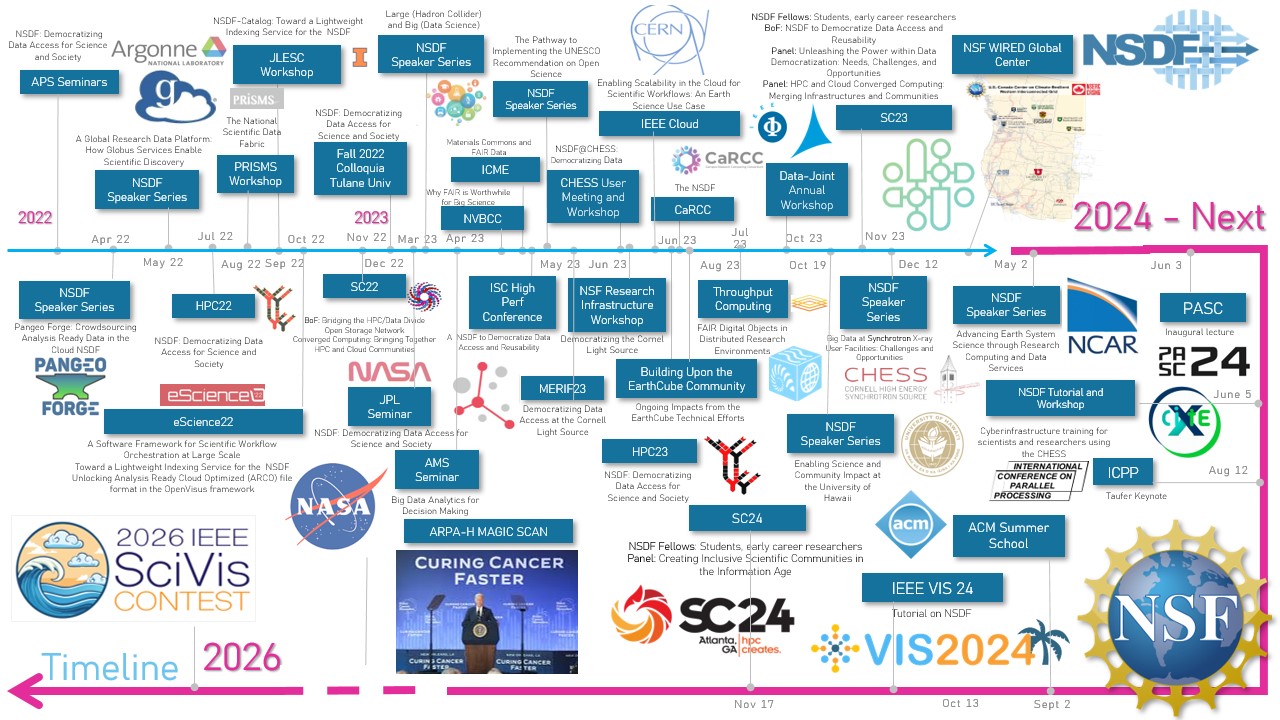 NSDF: Democratizing
Data Access for Science
and Society
APS Seminars
Argonne
NATIONAL LABORATORY
A Global Research Data Platform:
How Globus Services Enable
Scientific Discovery
NSDF
Speaker Series
NSDF-Catalog: Toward a Lightweight
Indexing Service for the NSDF
JLESC
Workshop
PRISMS
The National
Scientific Data
Fabric
PRISMS
Workshop
Large (Hadron Collider)
and Big (Data Science)
NSDF
Speaker Series
NSDF: Democratizing
Data Access for
Science and Society
Fall 2022
Colloquia
Tulane Univ
The Pathway to
Implementing the UNESCO
Recommendation on Open
Science
NSDF
Speaker Series
Materials Commons and
FAIR Data
ICME
Why FAIR is Worthwhile
for Big Science
NVBCC
NSDF@CHESS:
Democratizing Data
CHESS User
Meeting and
Workshop
CERN
Enabling Scalability in the Cloud for
Scientific Workflows: An Earth
Science Use Case
IEEE Cloud
CaRCC
The NSDF
CaRCC
NSDF Fellows: Students, early career researchers
BoF: NSDF to Democratize Data Access and
Reusability
Panel: Unleashing the Power within Data
Democratization: Needs, Challenges, and
Opportunities
Panel: HPC and Cloud Converged Computing:
Merging Infrastructures and Communities
SC23
Data-Joint
Annual
Workshop
NSF WIRED Global
Center
NSDF
2022
2023
2024 - Next
Apr 22
Jul 22
Oct 22
Nov 22
Mar 23
Apr 23
Jun 23
Jul
23
Oct 23
Nov 23
May 22
Aug 22
Sep 22
Dec 22
May 23
Jun 23
Aug 23
Oct 19
Dec 12
May 2
Jun 3
NSDF
Speaker Series
Pangeo Forge: Crowdsourcing
Analysis Ready Data in the
Cloud NSDF
PANGEO
FORGE
HPC22
NSDF: Democratizing Data
Access for Science and
Society
eScience22
eScience22
A Software Framework for Scientific Workflow
Orchestration at Large Scale
Toward a Lightweight Indexing Service for the NSDF
Unlocking Analysis Ready Cloud Optimized (ARCO) file
format in the OpenVisus framework
SC22
BoF: Bridging the HPC/Data Divide
Open Storage Network
Converged Computing: Bringing Together
HPC and Cloud Communities
NASA
JPL
Seminar
NSDF: Democratizing Data Access for
Science and Society
NASA
AMS
Seminar
Big Data Analytics for
Decision Making
ISC High
Perf
Conference
A NSDF to Democratize Data
Access and Reusability
MERIF23
Democratizing Data
Access at the Cornell
Light Source
NSF Research
Infrastructure
Workshop
Democratizing the Cornel
Light Source
Building Upon the
EarthCube Community
Ongoing Impacts from the
EarthCube Technical Efforts
HPC23
NSDF: Democratizing
Data Access for
Science and Society
Throughput
Computing
FAIR Digital Objects in
Distributed Research
Environments
NSDF
Speaker
Series
Big Data at Synchrotron X-ray
User Facilities: Challenges and
Opportunities
CHESS
CORNELL HIGH ENERGY
SYNCHROTRON SOURCE
NSDF
Speaker Series
Enabling Science and
Community Impact at
the University of
Hawaii
NSDF
Speaker Series
Advancing Earth System
Science through Research
Computing and Data
Services
NCAR
PASC
Inaugural lecture
PA
SC 24
NSDF Tutorial and
Workshop
June 5
Cyberinfrastructure training for
scientists and researchers using
the CHESS
INTERNATIONAL
CONFERENCE ON
PARALLEL
PROCESSING
ICPP
Aug 12
Taufer Keynote
acm
ACM Summer
School
ARPA-H MAGIC SCAN
CURING CANCER
FASTER
SC24
NSDF Fellows: Students, early career researchers
Panel: Creating Inclusive Scientific Communities in
the Information Age
SC24
Atlanta, GA
hpc creates.
IEEE VIS 24
Tutorial on NSDF
VIS2024
NSF
2026 IEEE
SciVis
CONTEST
Timeline
2026
Nov 17
Oct 13
Sept 2